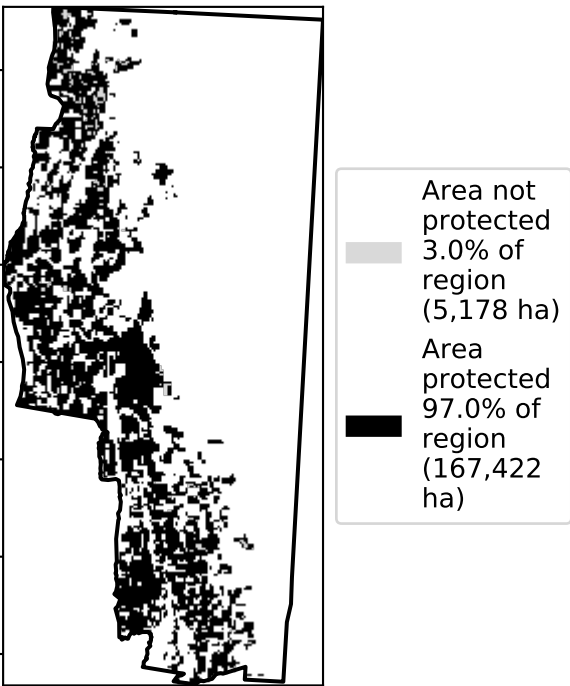 Area not
protected
3.0% of
region
(5,178 ha)
Area
protected
97.0% of
region
(167,422
ha)